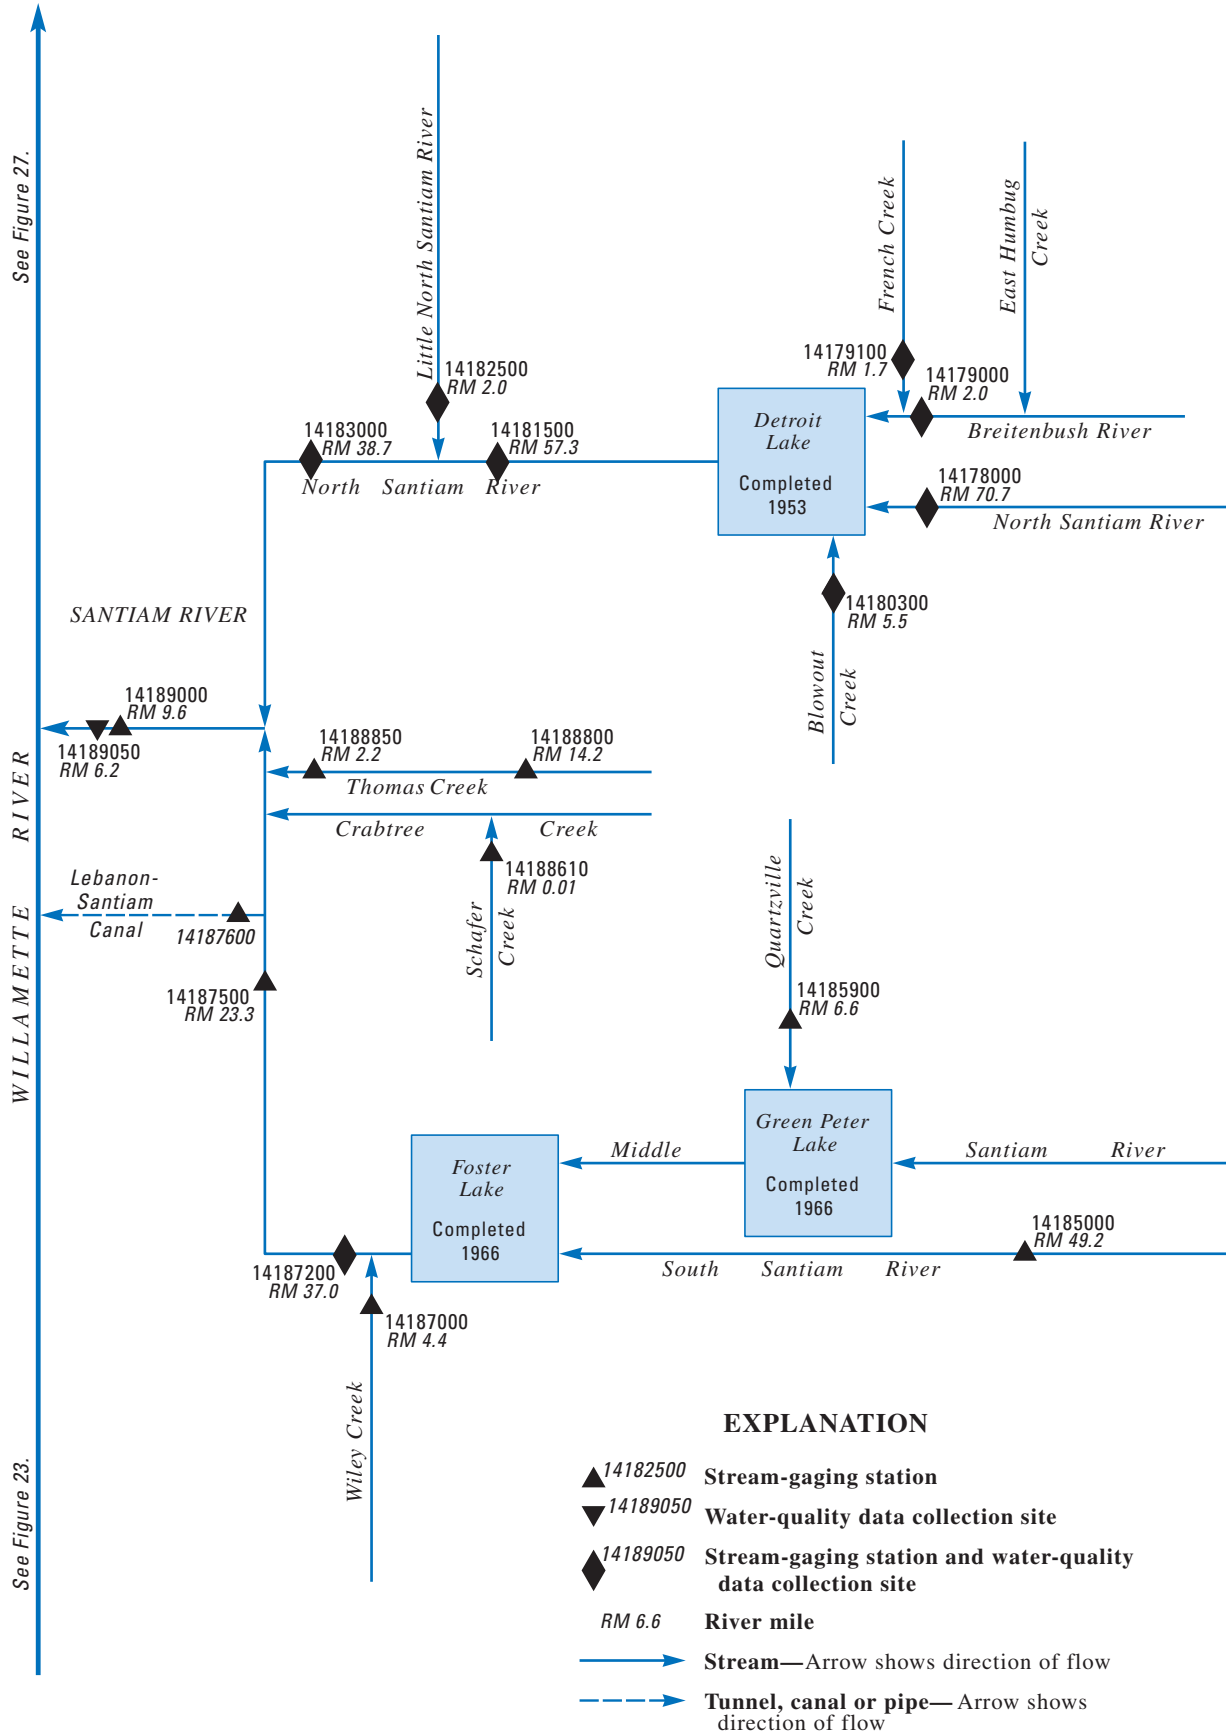 See Figure 27.
Little North Santiam River
French Creek
East Humbug
Creek
14179100
RM 1.7
14182500
RM 2.0
14179000
RM 2.0
Detroit
Lake
Completed
1953
Breitenbush River
14183000
RM 38.7
14181500
RM 57.3
North Santiam River
14178000
RM 70.7
North Santiam River
SANTIAM RIVER
14180300
RM 5.5
Blowout
Creek
14189000
RM 9.6
14189050
RM 6.2
14188850
RM 2.2
14188800
RM 14.2
Thomas Creek
Crabtree Creek
14188610
RM 0.01
Schafer
Creek
Quartzville
Creek
WILLAMETTE RIVER
Lebanon-
Santiam
Canal
14187600
14187500
RM 23.3
14185900
RM 6.6
Green Peter
Lake
Completed
1966
Middle Santiam River
Foster
Lake
Completed
1966
14185000
RM 49.2
South Santiam River
14187200
RM 37.0
14187000
RM 4.4
Wiley Creek
See Figure 23.
EXPLANATION
14182500 Stream-gaging station
14189050 Water-quality data collection site
14189050 Stream-gaging station and water-quality
data collection site
RM 6.6 River mile
Stream—Arrow shows direction of flow
Tunnel, canal or pipe— Arrow shows
direction of flow